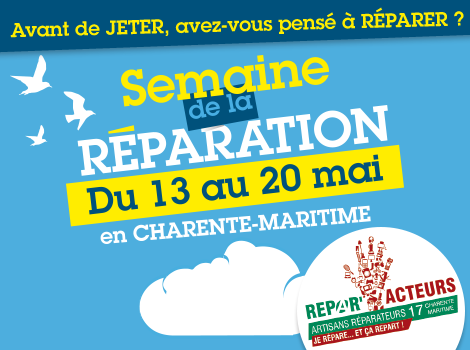 Avant de JETER, avez-vous pensé à RÉPARER ?
Semaine
de la
RÉPARATION
Du 13 au 20 mai
en CHARENTE-MARITIME
REPAR' ACTEURS
ARTISANS RÉPARATEURS 17 CHARENTE MARITIME
JE RÉPARE... ET ÇA REPART !